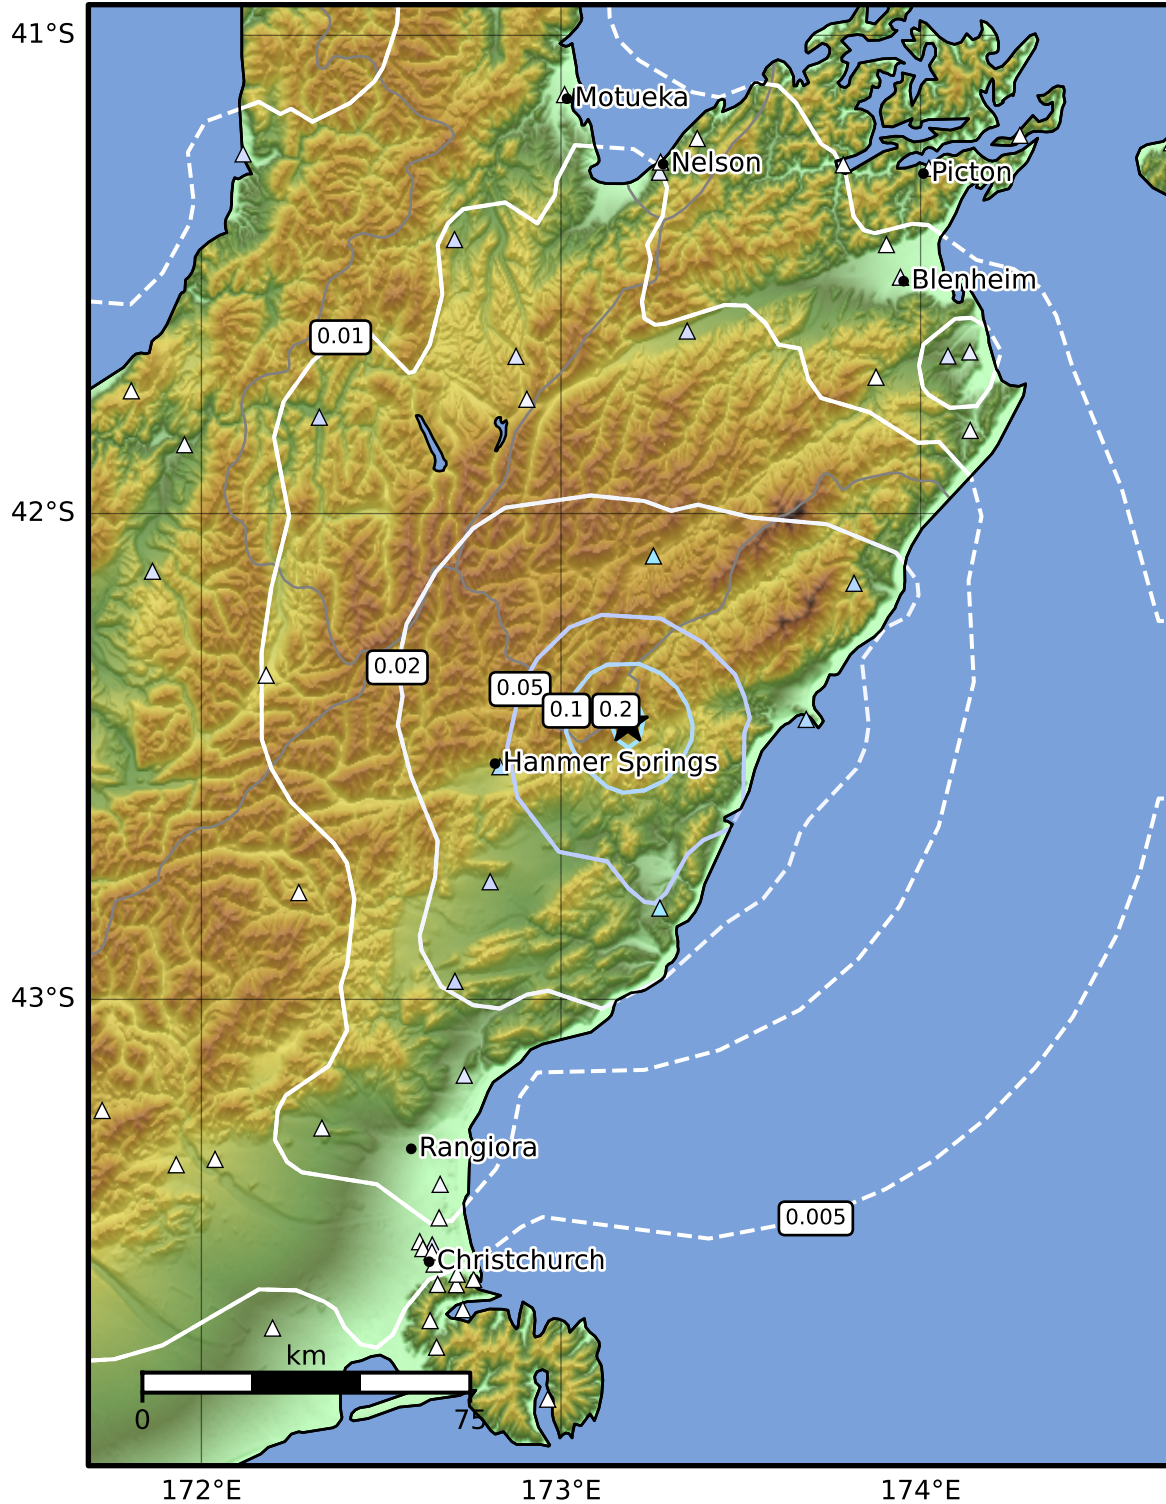 41°S
Motueka
Nelson
Picton
Blenheim
0.01
42°S
0.02
0.05
0.1
0.2
Hanmer Springs
43°S
Rangiora
0.005
Christchurch
km
0
75
172°E
173°E
174°E